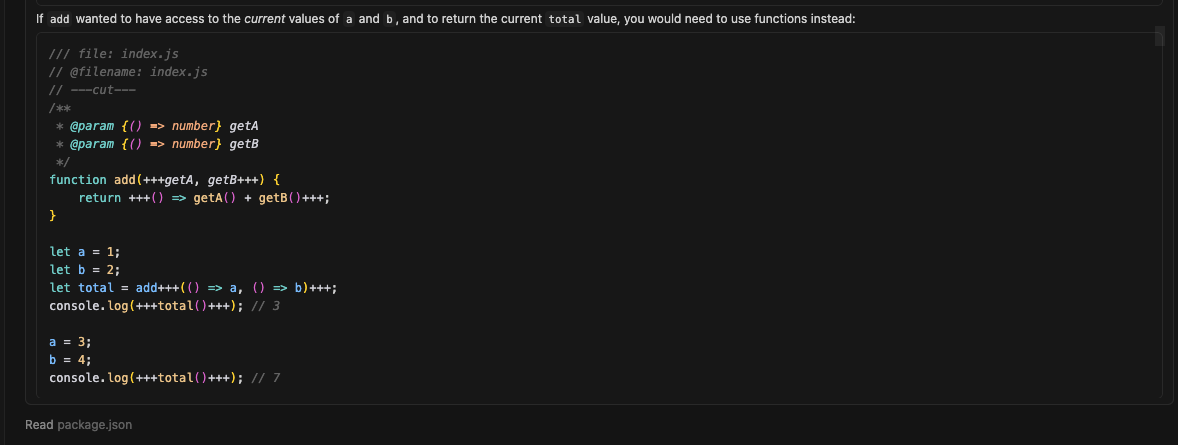 If add wanted to have access to the current values of a and b, and to return the current total value, you would need to use functions instead:
/// file: index.js
// @filename: index.js
// ---cut---
/**
 * @param {() => number} getA
 * @param {() => number} getB
 */
function add(+++getA, getB+++) {
    return +++() => getA() + getB()+++;
}

let a = 1;
let b = 2;
let total = add+++(() => a, () => b)+++;
console.log(+++total()+++); // 3

a = 3;
b = 4;
console.log(+++total()+++); // 7
Read package.json